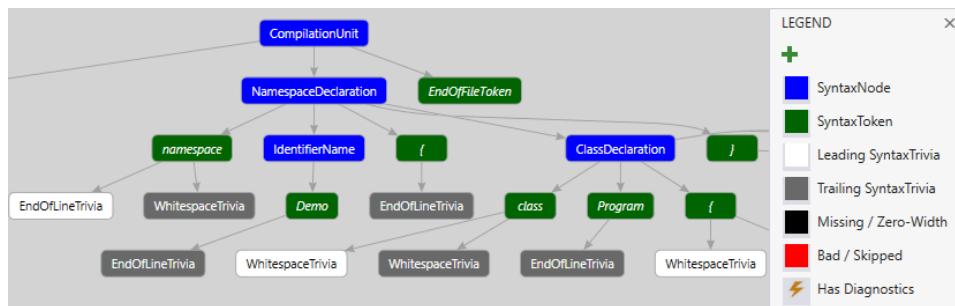 CompilationUnit
NamespaceDeclaration
EndOfFileToken
namespace
IdentifierName
{
ClassDeclaration
}
EndOfLineTrivia
WhitespaceTrivia
Demo
EndOfLineTrivia
class
Program
{
EndOfLineTrivia
WhitespaceTrivia
WhitespaceTrivia
EndOfLineTrivia
WhitespaceTrivia
LEGEND
SyntaxNode
SyntaxToken
Leading SyntaxTrivia
Trailing SyntaxTrivia
Missing / Zero-Width
Bad / Skipped
Has Diagnostics